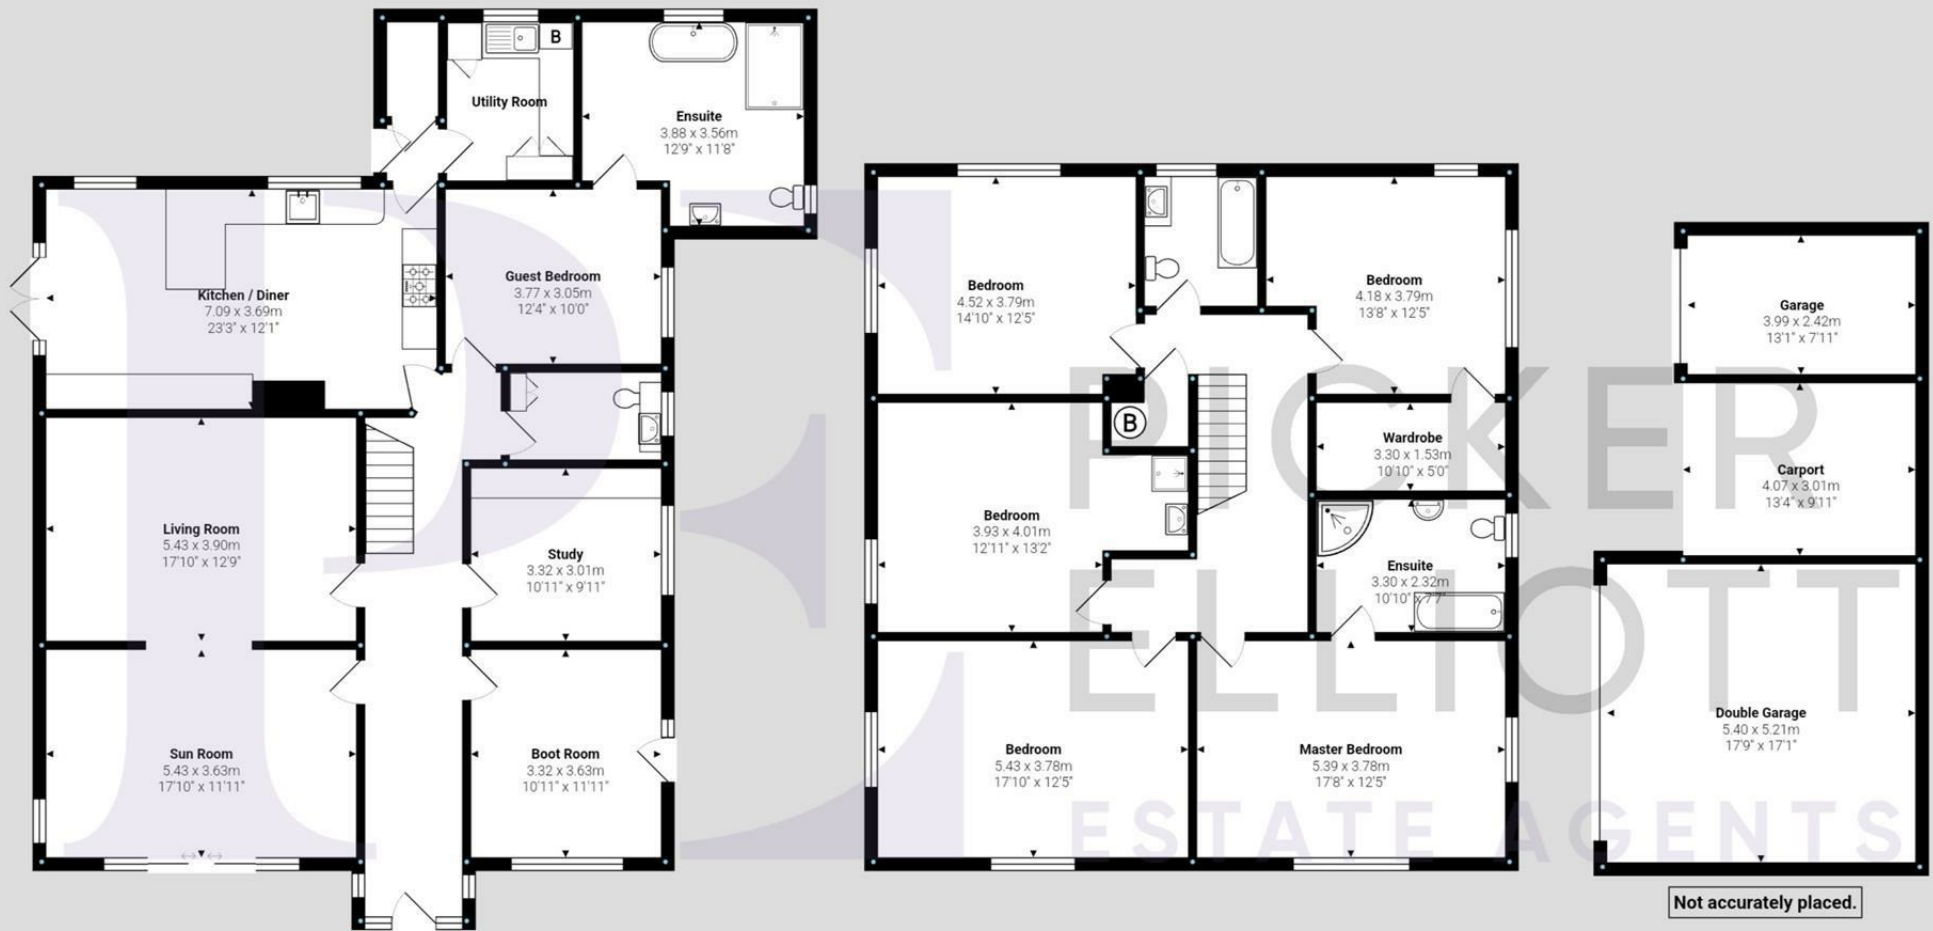 B
Utility Room
Ensuite
3.88 x 3.56m
12'9" x 11'8"
Kitchen / Diner
7.09 x 3.69m
23'3" x 12'1"
Guest Bedroom
3.77 x 3.05m
12'4" x 10'0"
Living Room
5.43 x 3.90m
17'10" x 12'9"
Study
3.32 x 3.01m
10'11" x 9'11"
Sun Room
5.43 x 3.63m
17'10" x 11'11"
Boot Room
3.32 x 3.63m
10'11" x 11'11"
Bedroom
4.52 x 3.79m
14'10" x 12'5"
Bedroom
4.18 x 3.79m
13'8" x 12'5"
B
Wardrobe
3.30 x 1.53m
10'10" x 5'0"
Bedroom
3.93 x 4.01m
12'11" x 13'2"
Ensuite
3.30 x 2.32m
10'10" x 7'7"
Bedroom
5.43 x 3.78m
17'10" x 12'5"
Master Bedroom
5.39 x 3.78m
17'8" x 12'5"
Garage
3.99 x 2.42m
13'1" x 7'11"
Carport
4.07 x 3.01m
13'4" x 9'11"
Double Garage
5.40 x 5.21m
17'9" x 17'1"
Not accurately placed.
PE
PICKER
ELLIOTT
ESTATE AGENTS